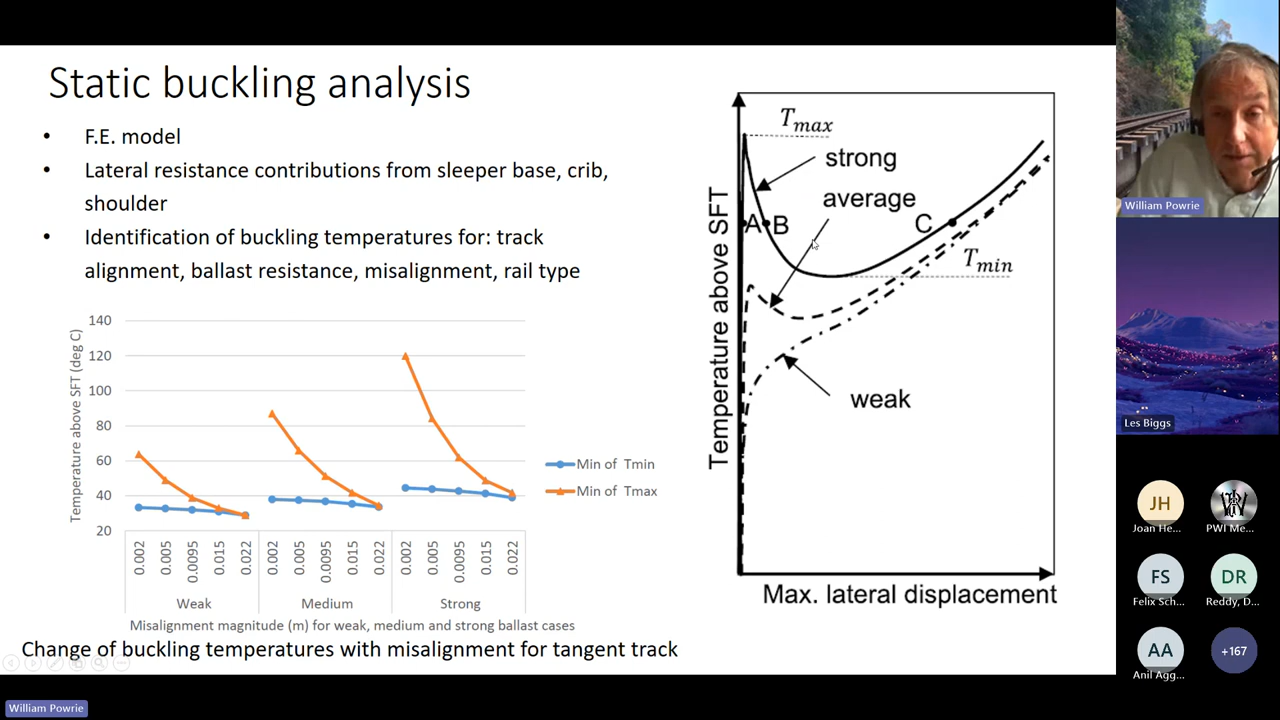 Static buckling analysis
• F.E. model
• Lateral resistance contributions from sleeper base, crib,
shoulder
• Identification of buckling temperatures for: track
alignment, ballast resistance, misalignment, rail type
Temperature above SFT (deg C)
140
120
100
80
60
40
20
0.002 0.005 0.0095 0.015 0.022 0.002 0.005 0.0095 0.015 0.022 0.002 0.005 0.0095 0.015 0.022
Weak Medium Strong
Misalignment magnitude (m) for weak, medium and strong ballast cases
Min of Tmin
Min of Tmax
Change of buckling temperatures with misalignment for tangent track
Temperature above SFT
Tmax
strong
average
A B C
Tmin
weak
Max. lateral displacement
William Powrie
Les Biggs
JH
Joan He...
PWI Me...
FS
Felix Sch...
DR
Reddy, D...
AA
Anil Agg...
+167
William Powrie